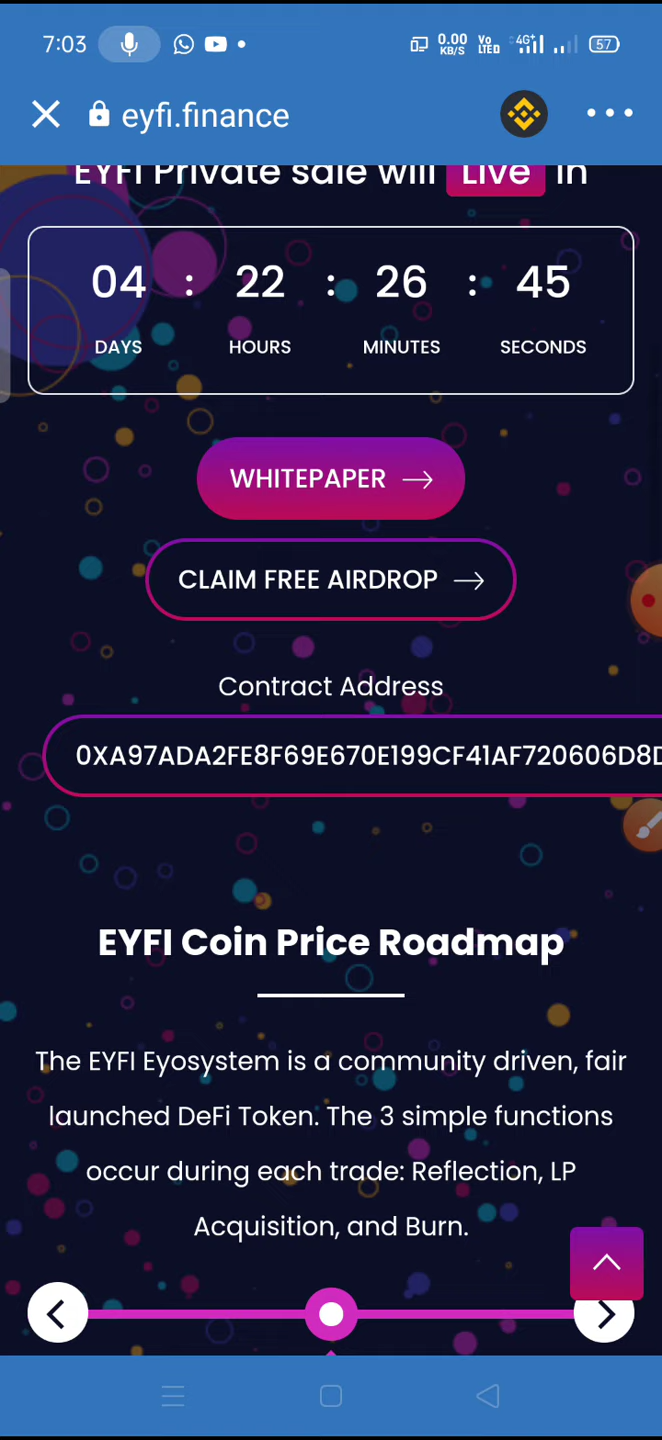 7:03
0.00
KB/S
Vo
LTE D
4G+
57
eyfi.finance
EYFI Private sale will Live in
04 : 22 : 26 : 45
DAYS HOURS MINUTES SECONDS
WHITEPAPER →
CLAIM FREE AIRDROP →
Contract Address
0XA97ADA2FE8F69E670E199CF41AF720606D8D
EYFI Coin Price Roadmap
The EYFI Eyosystem is a community driven, fair
launched DeFi Token. The 3 simple functions
occur during each trade: Reflection, LP
Acquisition, and Burn.